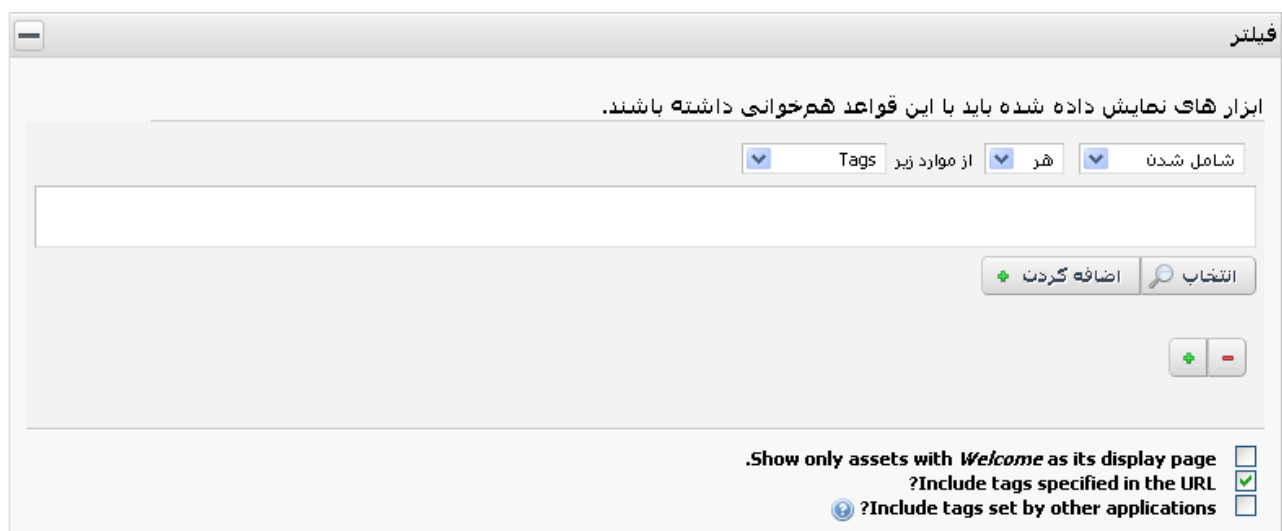 فیلتر
ابزار های نمایش داده شده باید با این قواعد هم‌خوانی داشته باشند.
شامل شدن هر از موارد زیر Tags
انتخاب اضافه کردن
Show only assets with Welcome as its display page.
Include tags specified in the URL?
Include tags set by other applications?